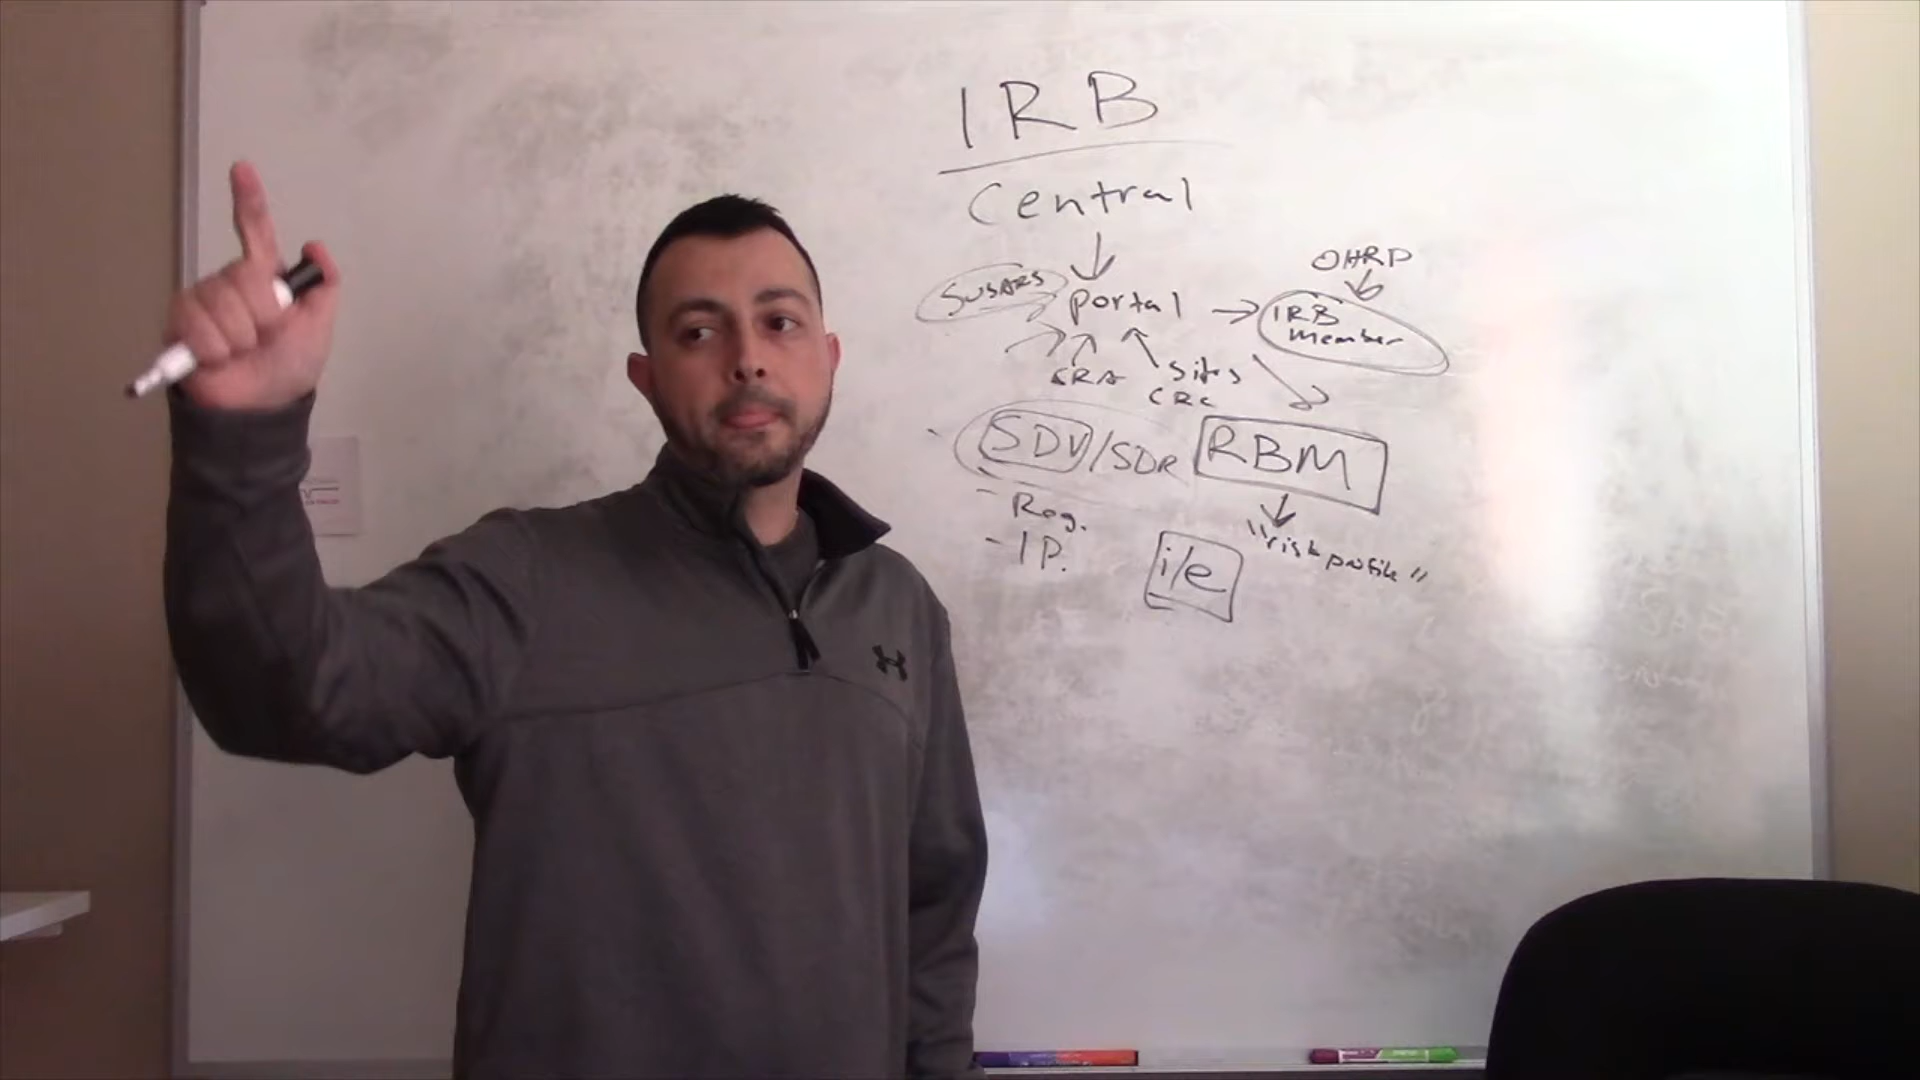 IRB
Central
OHRP
SUSARS
portal
IRB
member
CRA
sites
CRC
SDV/SDR
RBM
- Reg.
- IP.
i/e
"risk profile"